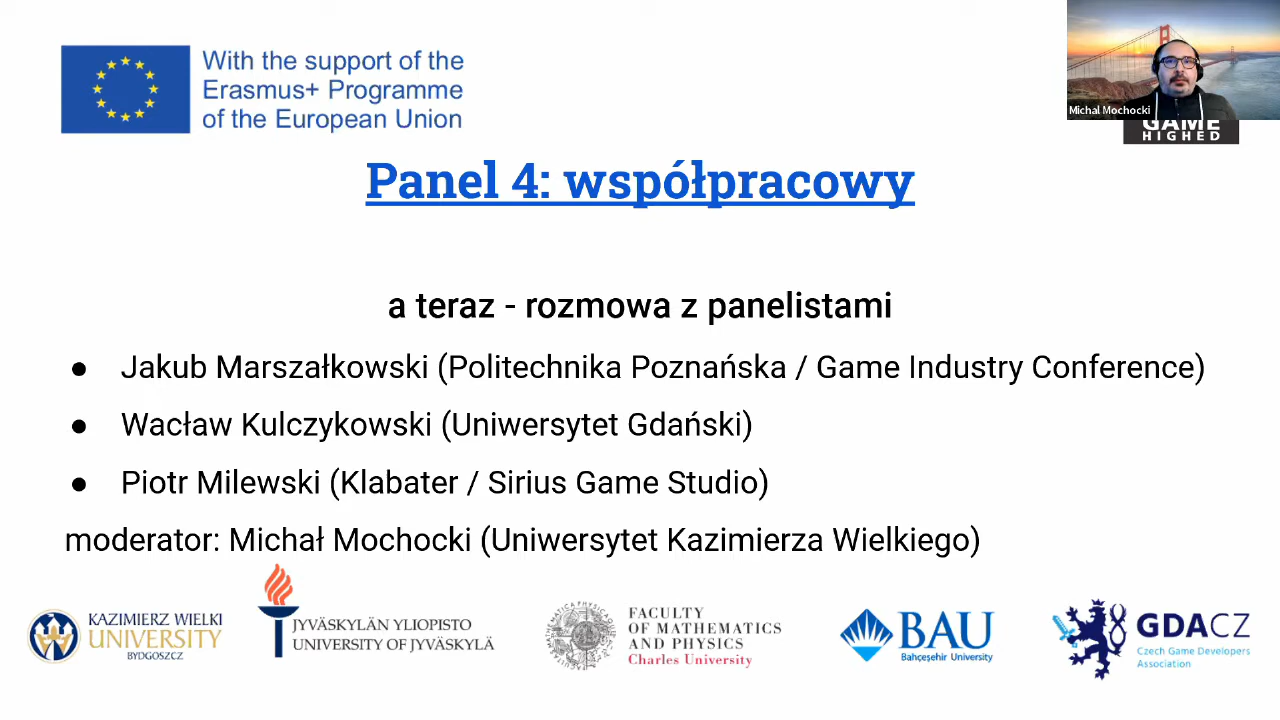 With the support of the
Erasmus+ Programme
of the European Union
Michal Mochocki
GAME
HIGHED
Panel 4: współpracowy
a teraz - rozmowa z panelistami
● Jakub Marszałkowski (Politechnika Poznańska / Game Industry Conference)
● Wacław Kulczykowski (Uniwersytet Gdański)
● Piotr Milewski (Klabater / Sirius Game Studio)
moderator: Michał Mochocki (Uniwersytet Kazimierza Wielkiego)
KAZIMIERZ WIELKI
UNIVERSITY
BYDGOSZCZ
JYVÄSKYLÄN YLIOPISTO
UNIVERSITY OF JYVÄSKYLÄ
FACULTY
OF MATHEMATICS
AND PHYSICS
Charles University
BAU
Bahçeşehir University
GDACZ
Czech Game Developers
Association